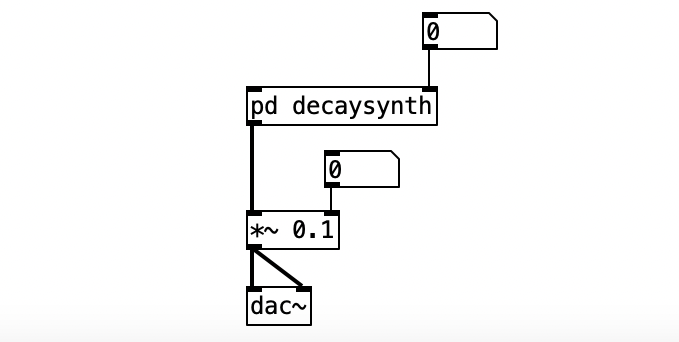 0
pd decaysynth
0
*~ 0.1
dac~